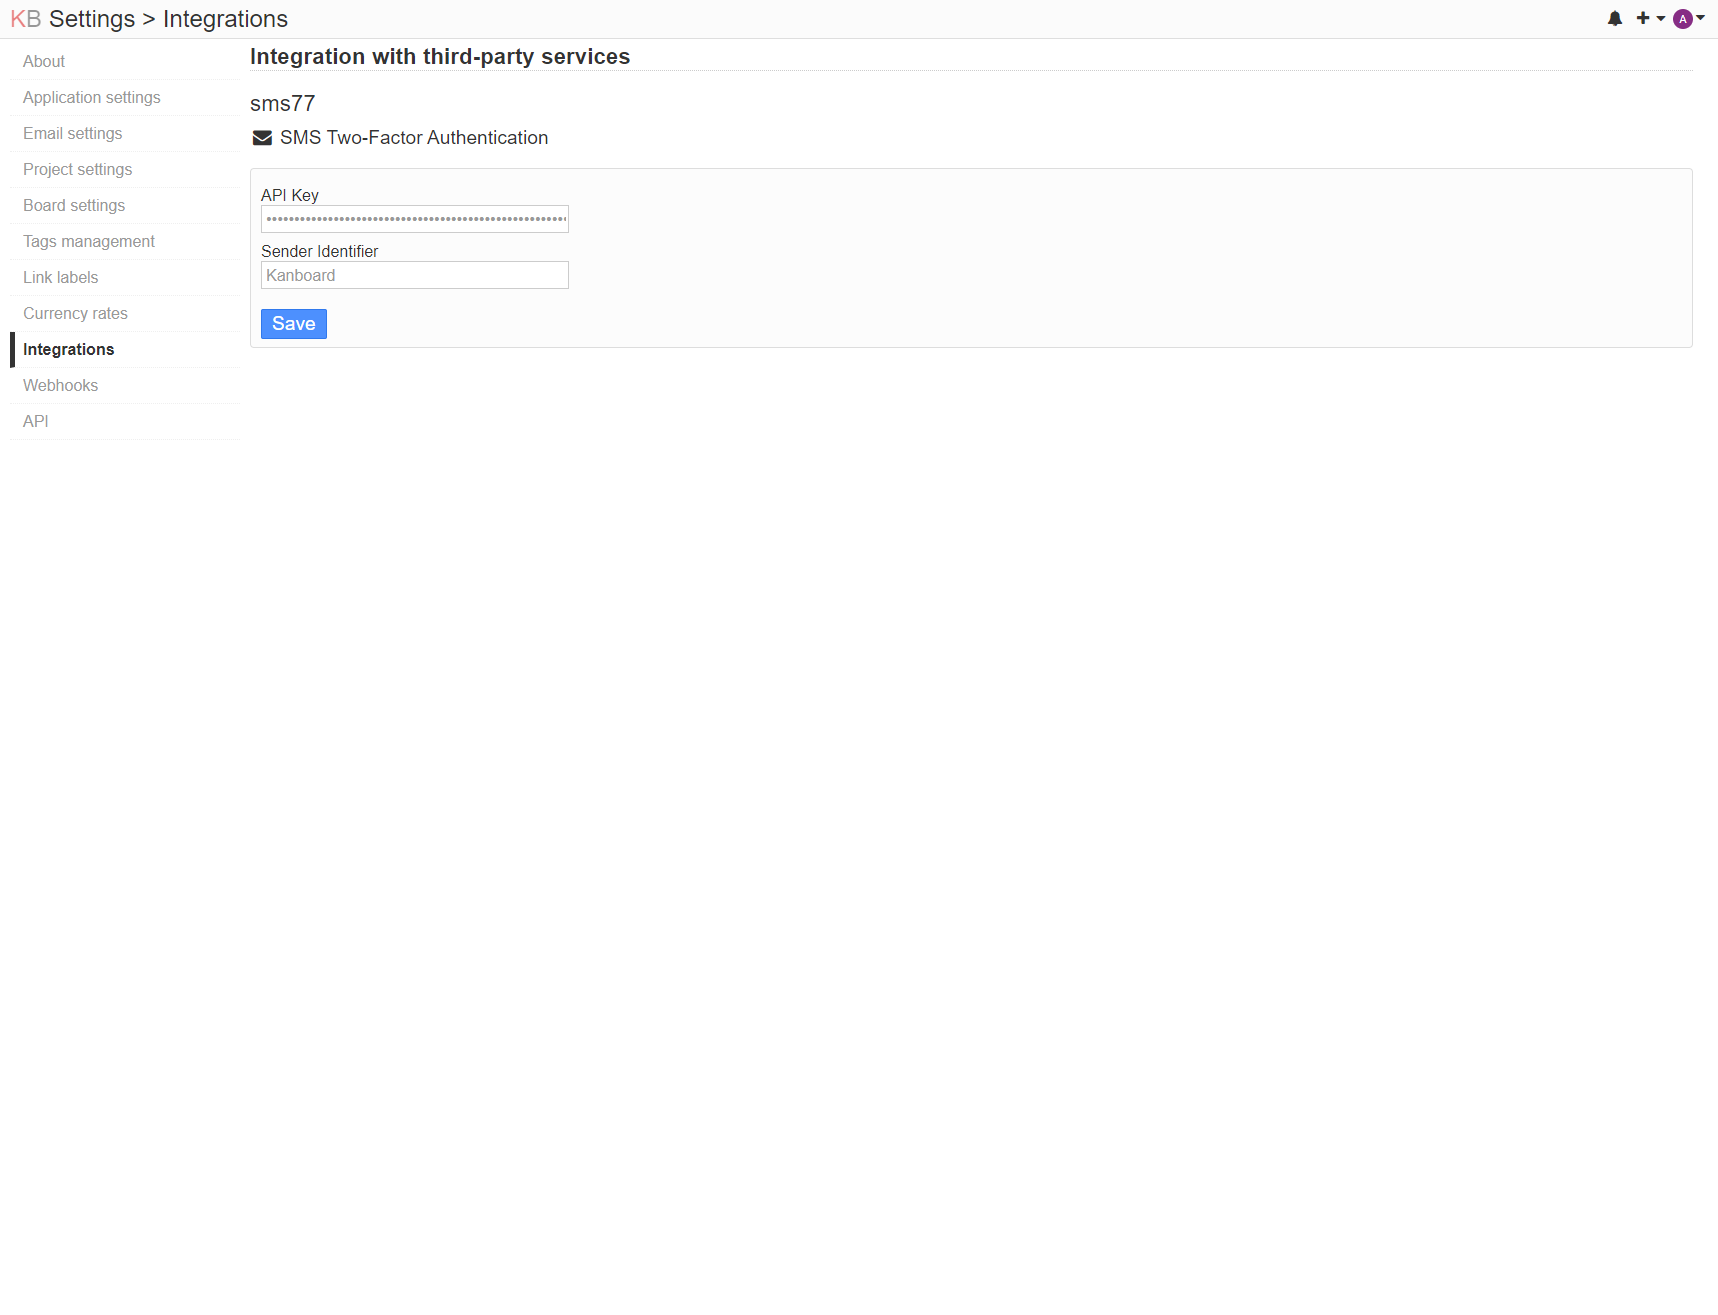 KB Settings > Integrations
A
About
Application settings
Email settings
Project settings
Board settings
Tags management
Link labels
Currency rates
Integrations
Webhooks
API
Integration with third-party services
sms77
SMS Two-Factor Authentication
API Key
Sender Identifier
Kanboard
Save